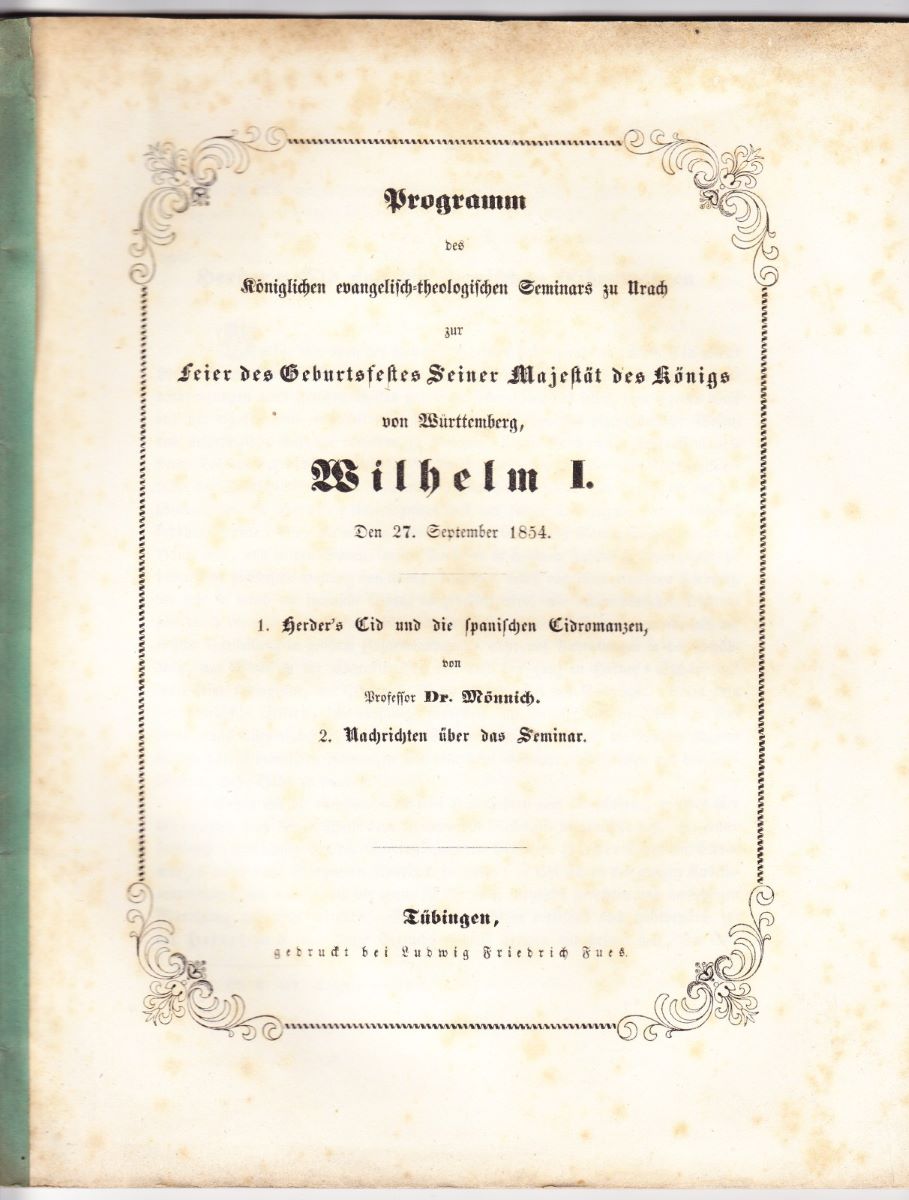 Programm
des
Königlichen evangelisch-theologischen Seminars zu Urach
zur
Feier des Geburtsfestes Seiner Majestät des Königs
von Württemberg,
Wilhelm I.
Den 27. September 1854.
1. Herder's Cid und die spanischen Cidromanzen,
von
Professor Dr. Mönnich.
2. Nachrichten über das Seminar.
Tübingen,
gedruckt bei Ludwig Friedrich Fues.